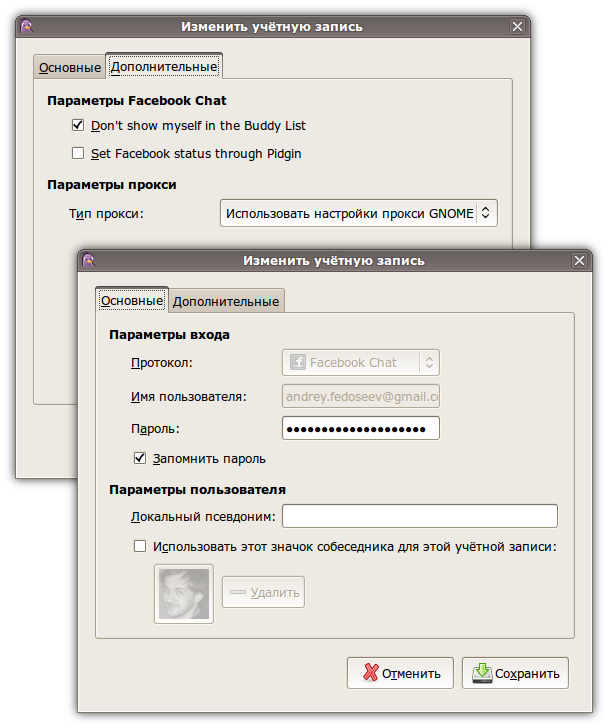 Изменить учётную запись
Основные
Дополнительные
Параметры Facebook Chat
Don't show myself in the Buddy List
Set Facebook status through Pidgin
Параметры прокси
Тип прокси:
Использовать настройки прокси GNOME
Изменить учётную запись
Основные
Дополнительные
Параметры входа
Протокол:
Facebook Chat
Имя пользователя:
andrey.fedoseev@gmail.c
Пароль:
Запомнить пароль
Параметры пользователя
Локальный псевдоним:
Использовать этот значок собеседника для этой учётной записи:
Удалить
Отменить
Сохранить